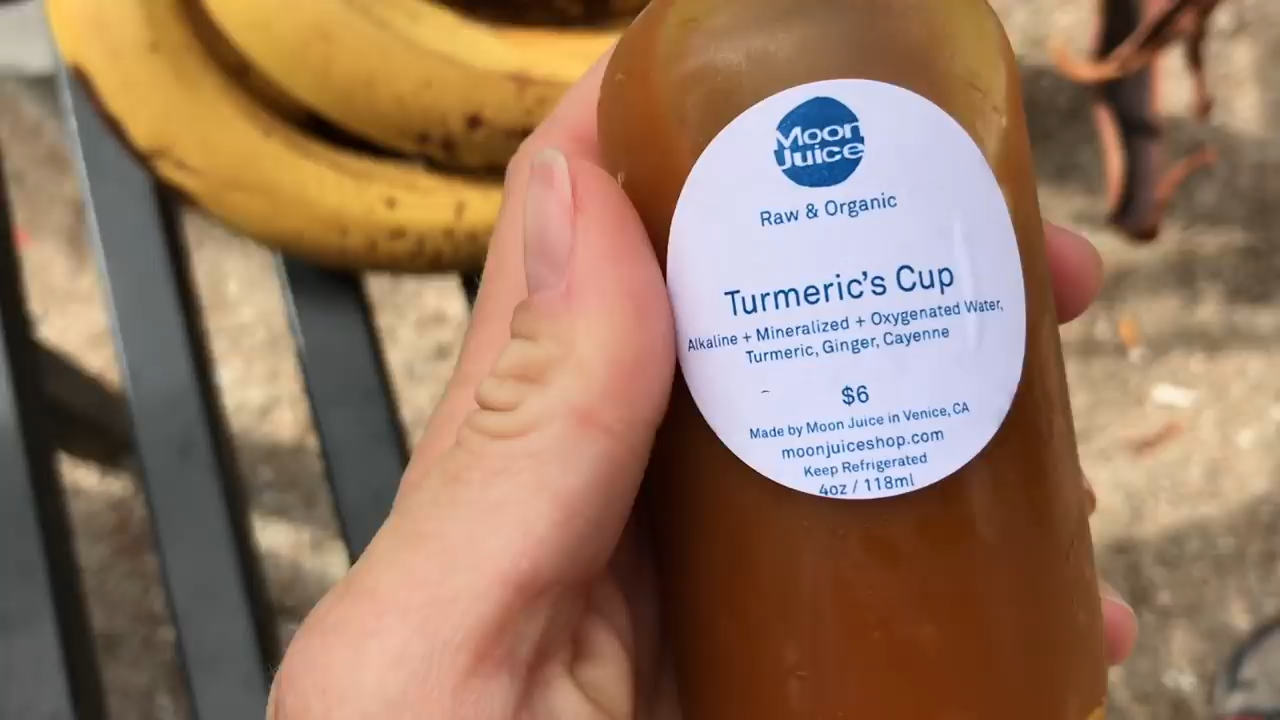 Moon
Juice
Raw & Organic
Turmeric's Cup
Alkaline + Mineralized + Oxygenated Water,
Turmeric, Ginger, Cayenne
$6
Made by Moon Juice in Venice, CA
moonjuiceshop.com
Keep Refrigerated
4oz / 118ml